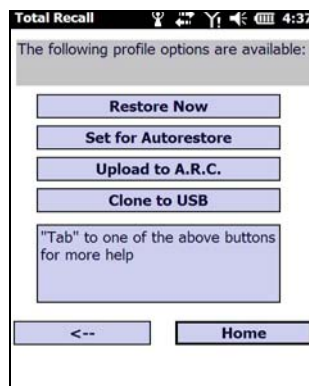 Total Recall 4:37
The following profile options are available:
Restore Now
Set for Autorestore
Upload to A.R.C.
Clone to USB
"Tab" to one of the above buttons
for more help
<--
Home